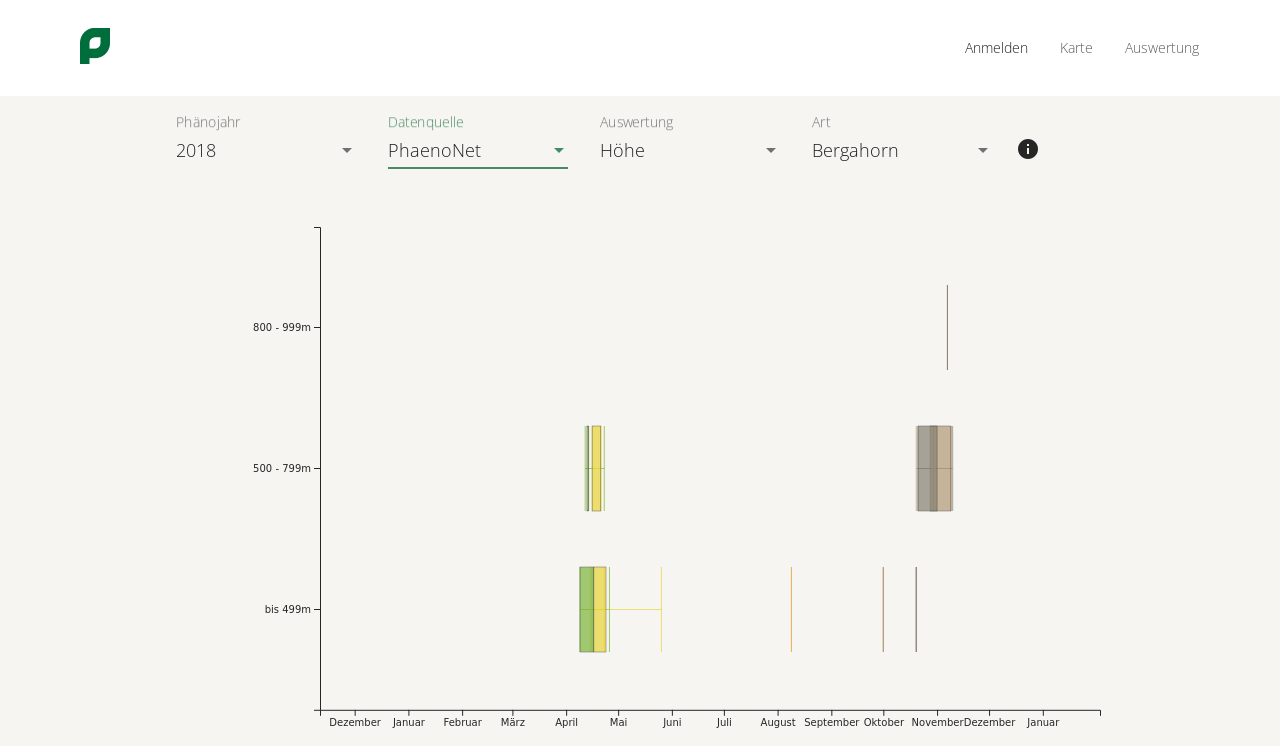 Anmelden Karte Auswertung
Phänojahr Datenquelle Auswertung Art
2018 PhaenoNet Höhe Bergahorn
800 - 999m
500 - 799m
bis 499m
Dezember Januar Februar März April Mai Juni Juli August September Oktober November Dezember Januar